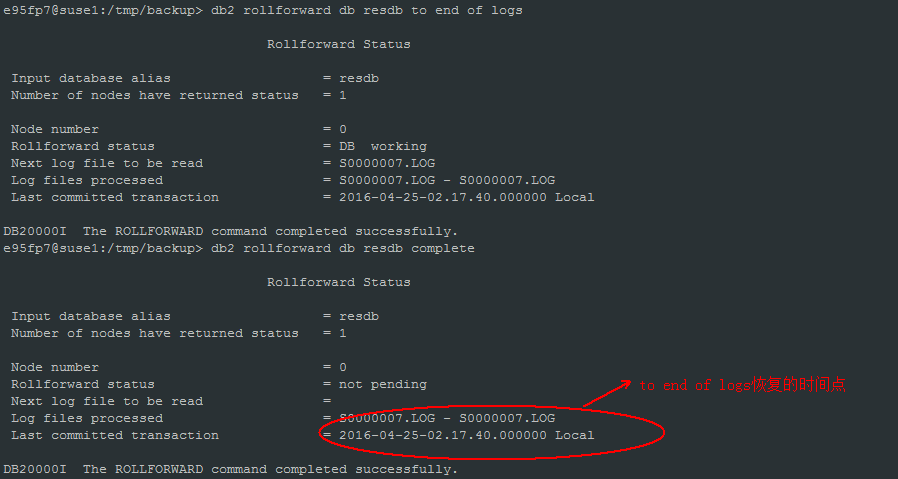 e95fp7@suse1:/tmp/backup> db2 rollforward db resdb to end of logs
Rollforward Status
Input database alias = resdb
Number of nodes have returned status = 1
Node number = 0
Rollforward status = DB working
Next log file to be read = S0000007.LOG
Log files processed = S0000007.LOG - S0000007.LOG
Last committed transaction = 2016-04-25-02.17.40.000000 Local
DB20000I The ROLLFORWARD command completed successfully.
e95fp7@suse1:/tmp/backup> db2 rollforward db resdb complete
Rollforward Status
Input database alias = resdb
Number of nodes have returned status = 1
Node number = 0
Rollforward status = not pending
to end of logs恢复的时间点
Next log file to be read =
Log files processed = S0000007.LOG - S0000007.LOG
Last committed transaction = 2016-04-25-02.17.40.000000 Local
DB20000I The ROLLFORWARD command completed successfully.